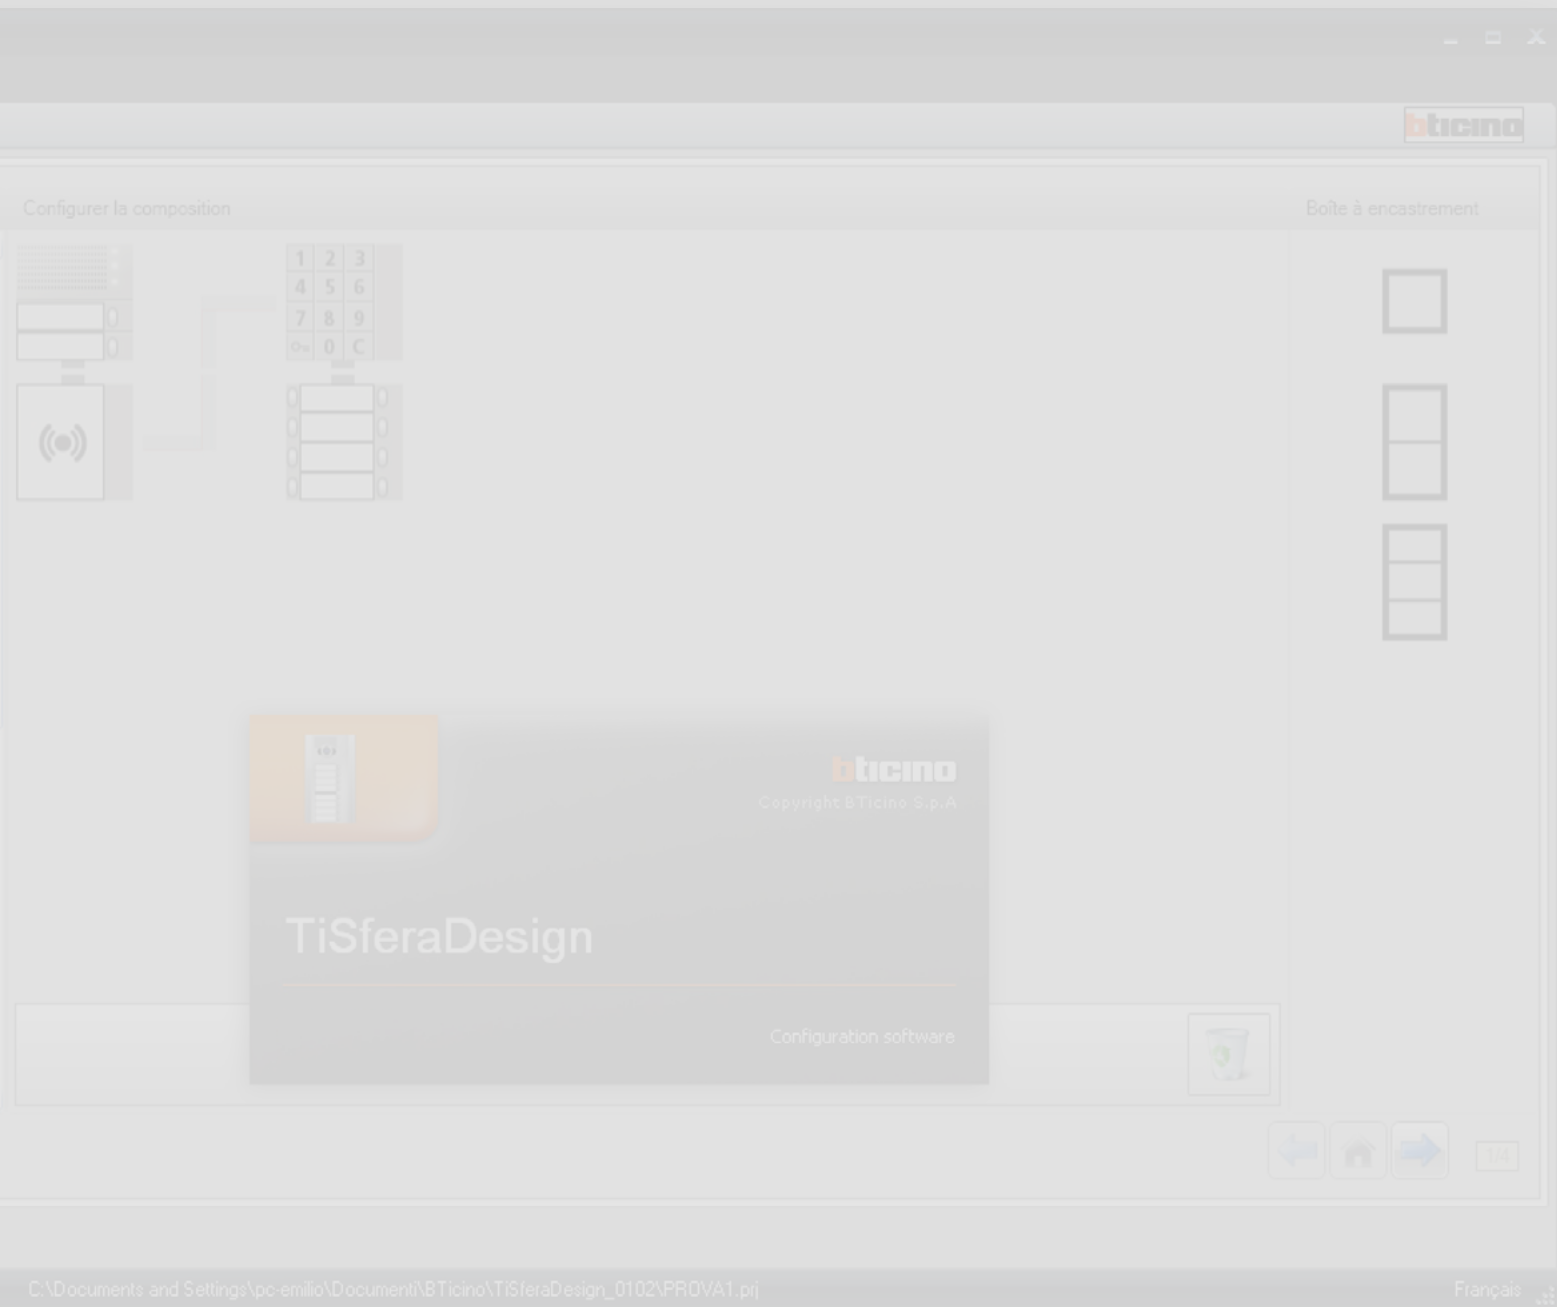 bticino
Configurer la composition
Boîte à encastrement
1 2 3
4 5 6
7 8 9
0 C
bticino
Copyright BTicino S.p.A
TiSferaDesign
Configuration software
1/4
C:\Documents and Settings\pc-emilio\Documenti\BTicino\TiSferaDesign_0102\PROVA1.prj
Français